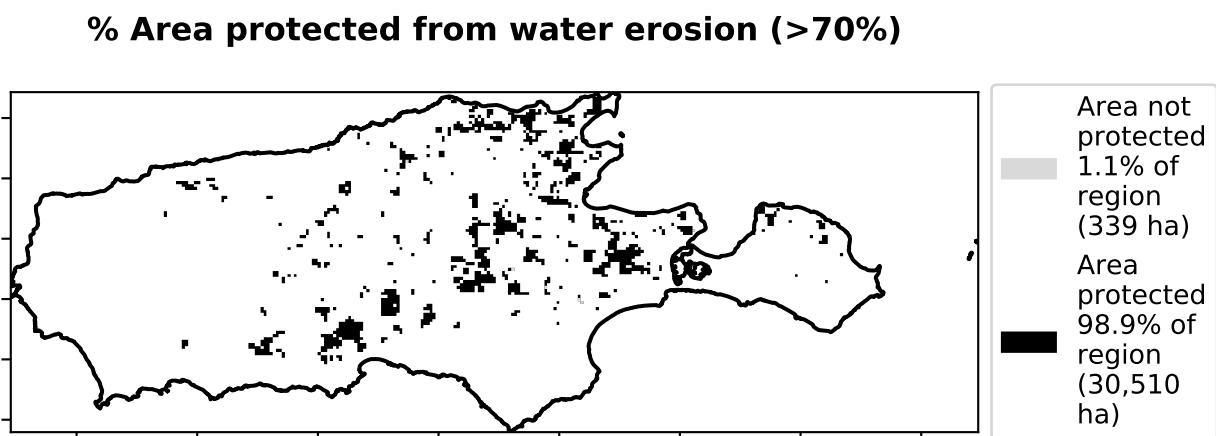 % Area protected from water erosion (>70%)
Area not
protected
1.1% of
region
(339 ha)
Area
protected
98.9% of
region
(30,510
ha)